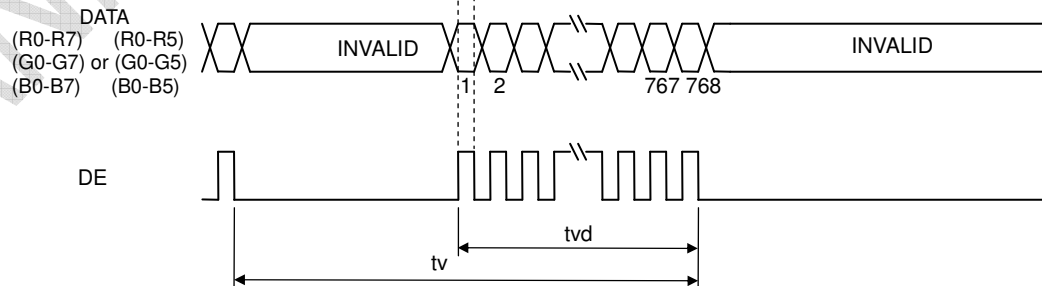 DATA
(R0-R7) (R0-R5)
(G0-G7) or (G0-G5)
(B0-B7) (B0-B5)
INVALID
INVALID
1 2 767 768
DE
tvd
tv